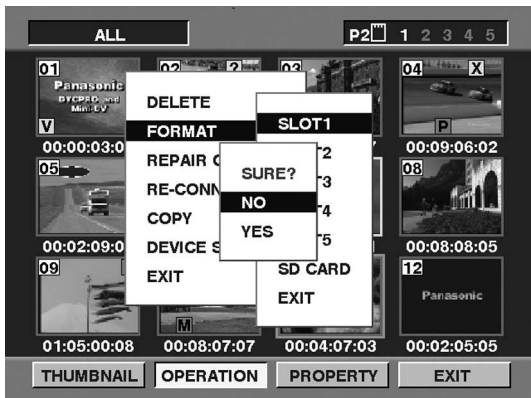 ALL
P2 1 2 3 4 5
01
Panasonic
DVCPRO and
Mini-DV
V
00:00:03:0
02 ?
03
04 X
P
00:09:06:02
DELETE
FORMAT
REPAIR C
RE-CONN
COPY
DEVICE S
EXIT
SLOT1
2
3
4
5
SD CARD
EXIT
SURE?
NO
YES
05
00:02:09:0
08
00:08:08:05
09
01:05:00:08
M
00:08:07:07
00:04:07:03
12
Panasonic
00:02:05:05
THUMBNAIL OPERATION PROPERTY EXIT